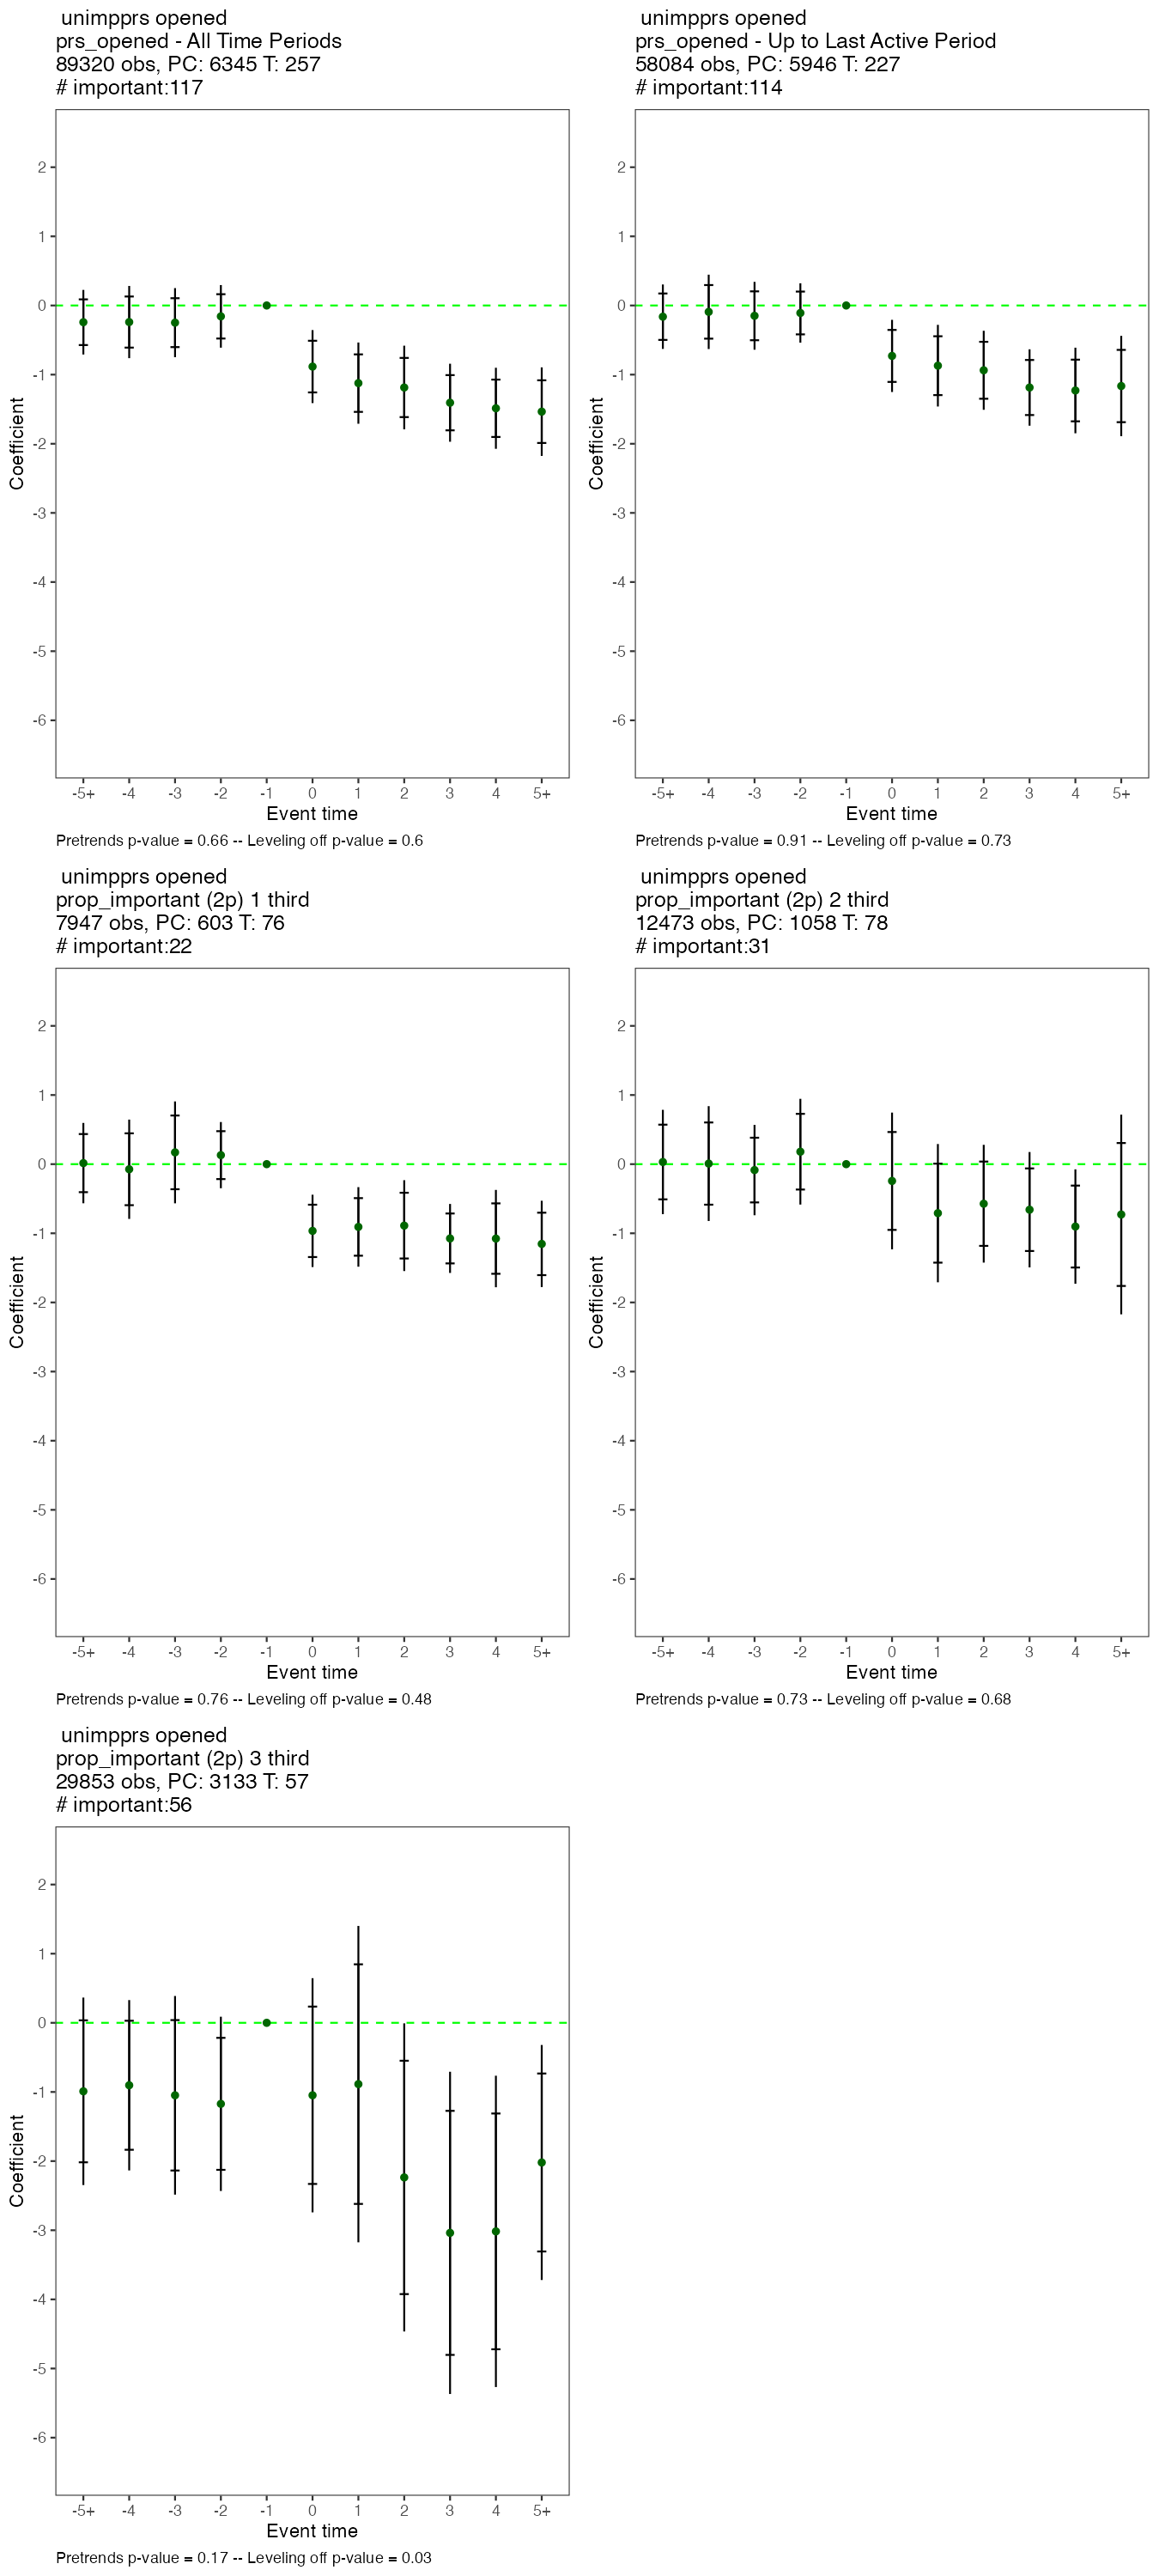 unimpprs opened
prs_opened - All Time Periods
89320 obs, PC: 6345 T: 257
# important:117
2
1
0
-1
-2
-3
-4
-5
-6
Coefficient
-5+ -4 -3 -2 -1 0 1 2 3 4 5+
Event time
Pretrends p-value = 0.66 -- Leveling off p-value = 0.6
unimpprs opened
prs_opened - Up to Last Active Period
58084 obs, PC: 5946 T: 227
# important:114
2
1
0
-1
-2
-3
-4
-5
-6
Coefficient
-5+ -4 -3 -2 -1 0 1 2 3 4 5+
Event time
Pretrends p-value = 0.91 -- Leveling off p-value = 0.73
unimpprs opened
prop_important (2p) 1 third
7947 obs, PC: 603 T: 76
# important:22
2
1
0
-1
-2
-3
-4
-5
-6
Coefficient
-5+ -4 -3 -2 -1 0 1 2 3 4 5+
Event time
Pretrends p-value = 0.76 -- Leveling off p-value = 0.48
unimpprs opened
prop_important (2p) 2 third
12473 obs, PC: 1058 T: 78
# important:31
2
1
0
-1
-2
-3
-4
-5
-6
Coefficient
-5+ -4 -3 -2 -1 0 1 2 3 4 5+
Event time
Pretrends p-value = 0.73 -- Leveling off p-value = 0.68
unimpprs opened
prop_important (2p) 3 third
29853 obs, PC: 3133 T: 57
# important:56
2
1
0
-1
-2
-3
-4
-5
-6
Coefficient
-5+ -4 -3 -2 -1 0 1 2 3 4 5+
Event time
Pretrends p-value = 0.17 -- Leveling off p-value = 0.03